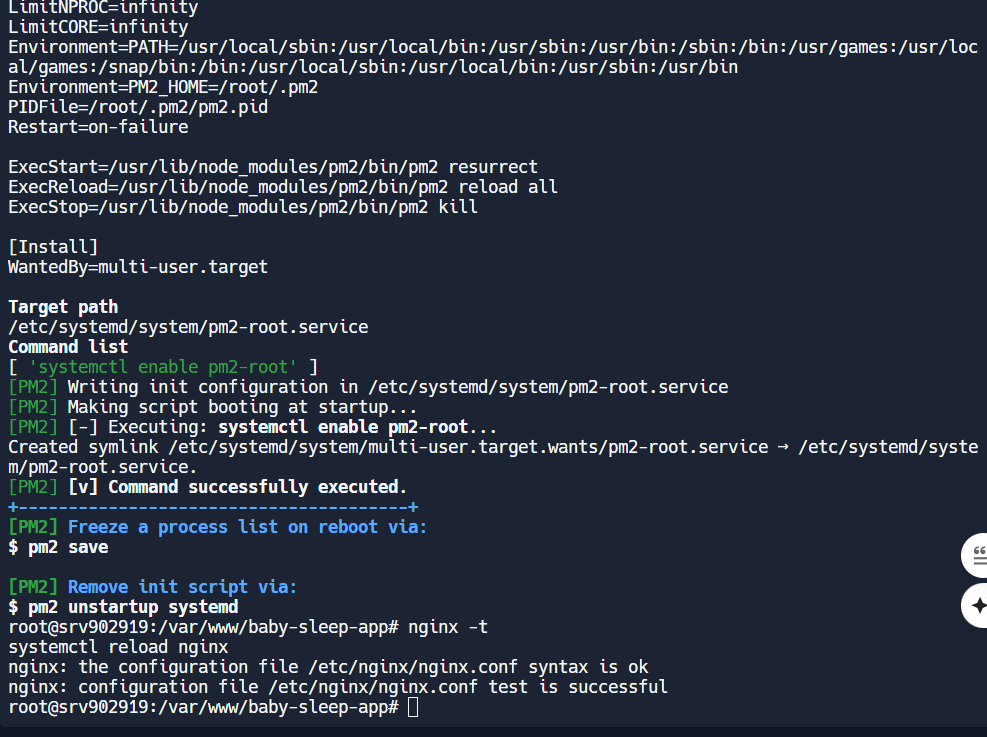 LimitNPROC=infinity
LimitCORE=infinity
Environment=PATH=/usr/local/sbin:/usr/local/bin:/usr/sbin:/usr/bin:/sbin:/bin:/usr/games:/usr/loc
al/games:/snap/bin:/bin:/usr/local/sbin:/usr/local/bin:/usr/sbin:/usr/bin
Environment=PM2_HOME=/root/.pm2
PIDFile=/root/.pm2/pm2.pid
Restart=on-failure

ExecStart=/usr/lib/node_modules/pm2/bin/pm2 resurrect
ExecReload=/usr/lib/node_modules/pm2/bin/pm2 reload all
ExecStop=/usr/lib/node_modules/pm2/bin/pm2 kill

[Install]
WantedBy=multi-user.target

Target path
/etc/systemd/system/pm2-root.service
Command list
[ 'systemctl enable pm2-root' ]
[PM2] Writing init configuration in /etc/systemd/system/pm2-root.service
[PM2] Making script booting at startup...
[PM2] [-] Executing: systemctl enable pm2-root...
Created symlink /etc/systemd/system/multi-user.target.wants/pm2-root.service → /etc/systemd/syste
m/pm2-root.service.
[PM2] [v] Command successfully executed.
+---------------------------------------+
[PM2] Freeze a process list on reboot via:
$ pm2 save

[PM2] Remove init script via:
$ pm2 unstartup systemd
root@srv902919:/var/www/baby-sleep-app# nginx -t
systemctl reload nginx
nginx: the configuration file /etc/nginx/nginx.conf syntax is ok
nginx: configuration file /etc/nginx/nginx.conf test is successful
root@srv902919:/var/www/baby-sleep-app#